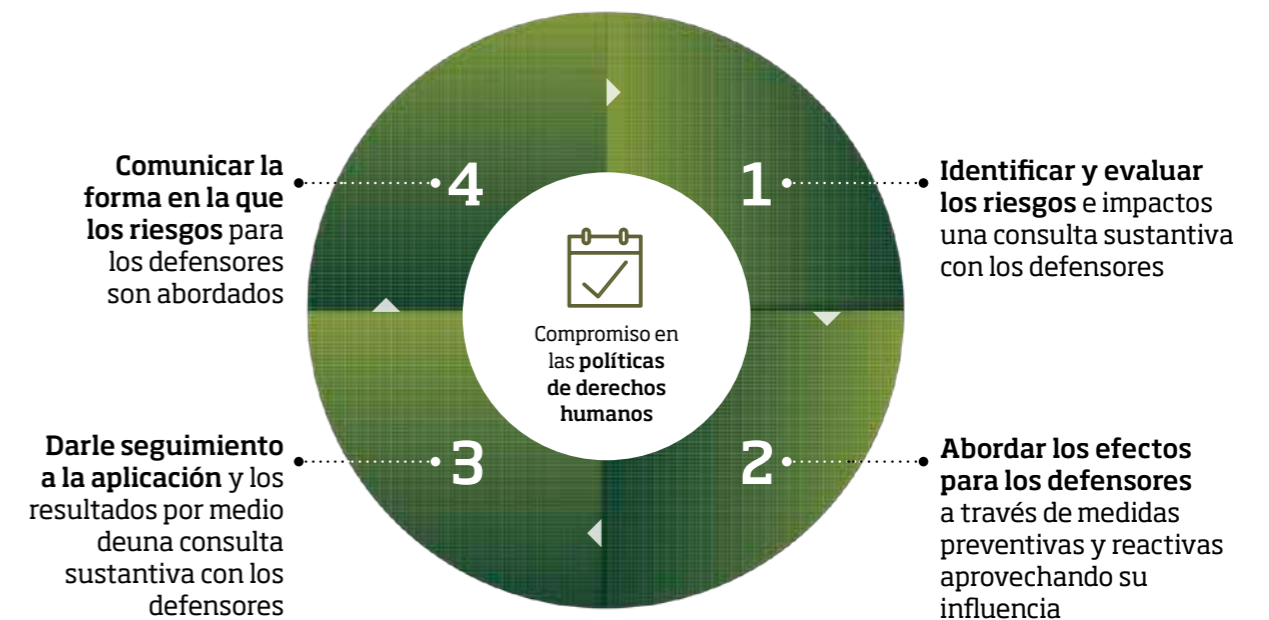 1
Identificar y evaluar
los riesgos e impactos
una consulta sustantiva
con los defensores
2
Abordar los efectos
para los defensores
a través de medidas
preventivas y reactivas
aprovechando su
influencia
3
Darle seguimiento
a la aplicación y los
resultados por medio
deuna consulta
sustantiva con los
defensores
4
Comunicar la
forma en la que
los riesgos para
los defensores
son abordados
Compromiso en
las políticas
de derechos
humanos